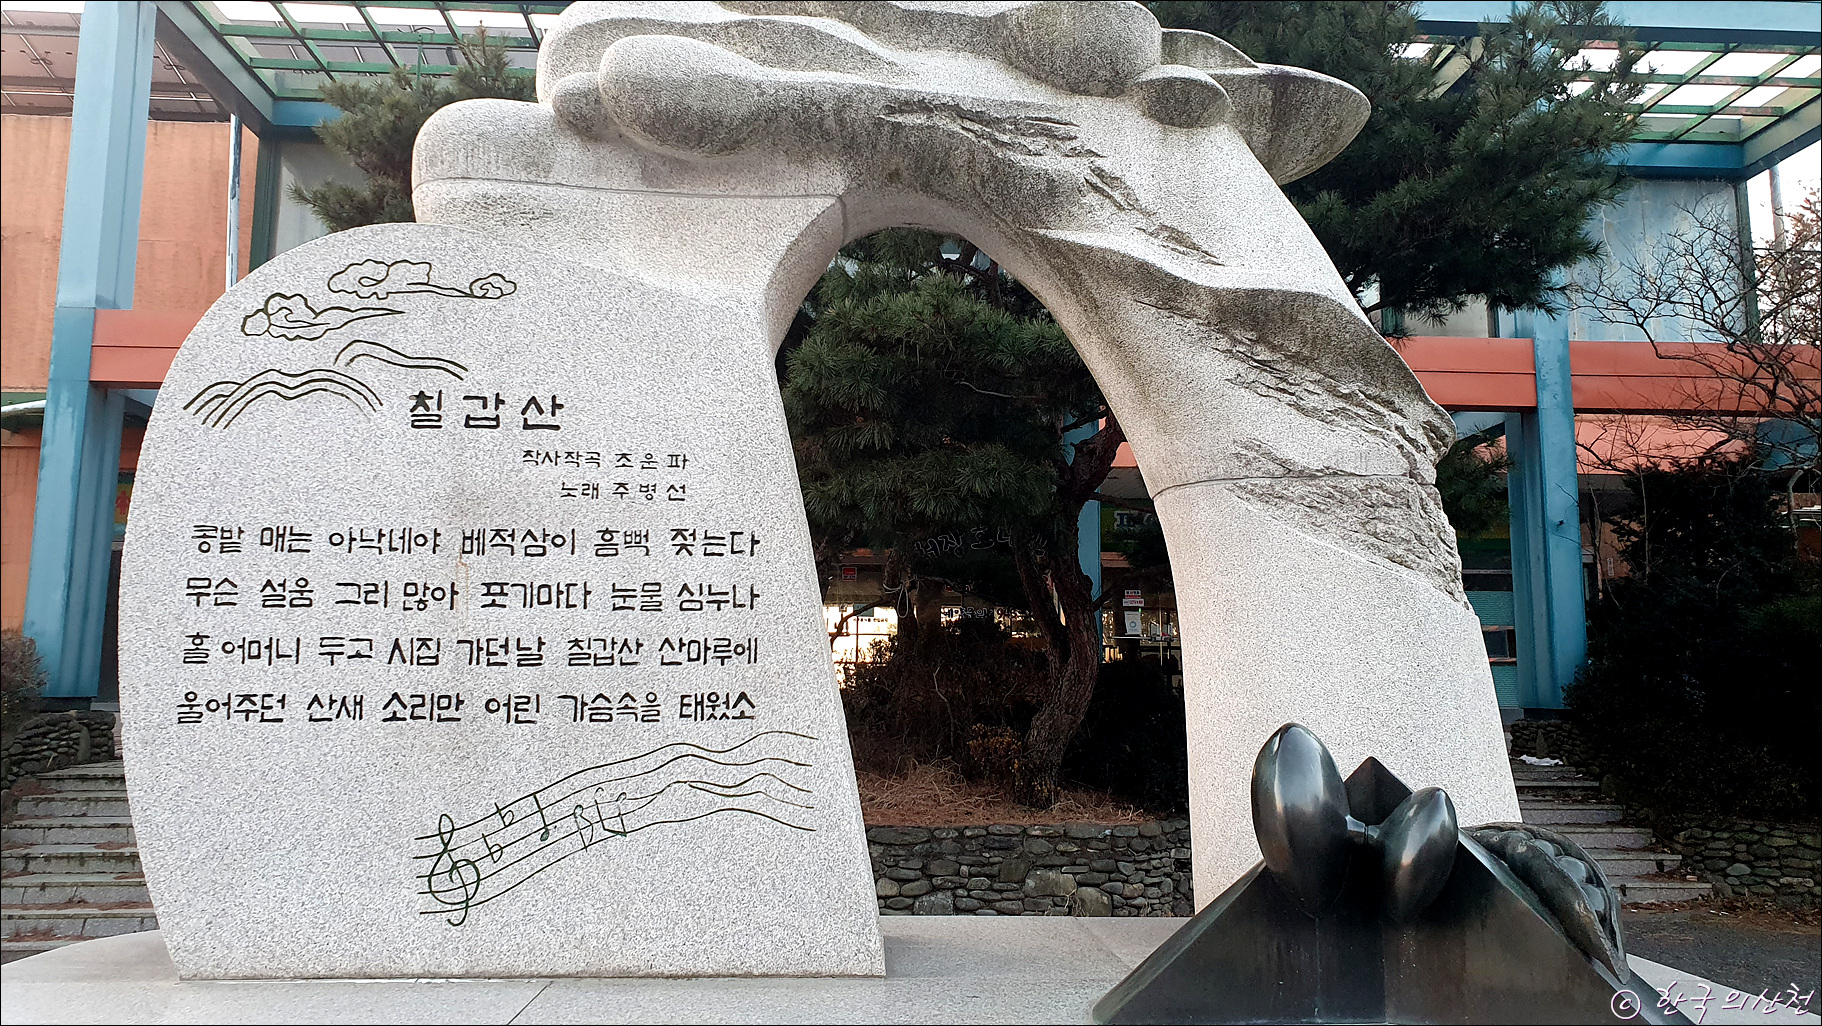 칠갑산
작사작곡 조운파
노래 주병선
콩밭 매는 아낙네야 베적삼이 흠뻑 젖는다
무슨 설움 그리 많아 포기마다 눈물 심누나
홀어머니 두고 시집 가던날 칠갑산 산마루에
울어주던 산새 소리만 어린 가슴속을 태웠소
© 한국의산천